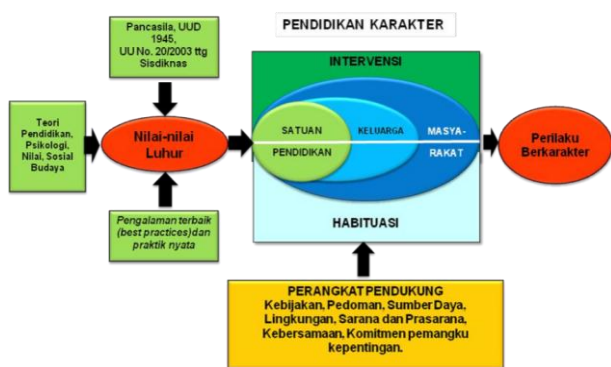 PENDIDIKAN KARAKTER
Pancasila, UUD
1945,
UU No. 20/2003 ttg
Sisdiknas
Teori
Pendidikan,
Psikologi,
Nilai, Sosial
Budaya
Nilai-nilai
Luhur
Pengalaman terbaik
(best practices)dan
praktik nyata
INTERVENSI
SATUAN
PENDIDIKAN
KELUARGA
MASYA-
RAKAT
HABITUASI
Perilaku
Berkarakter
PERANGKAT PENDUKUNG
Kebijakan, Pedoman, Sumber Daya,
Lingkungan, Sarana dan Prasarana,
Kebersamaan, Komitmen pemangku
kepentingan.